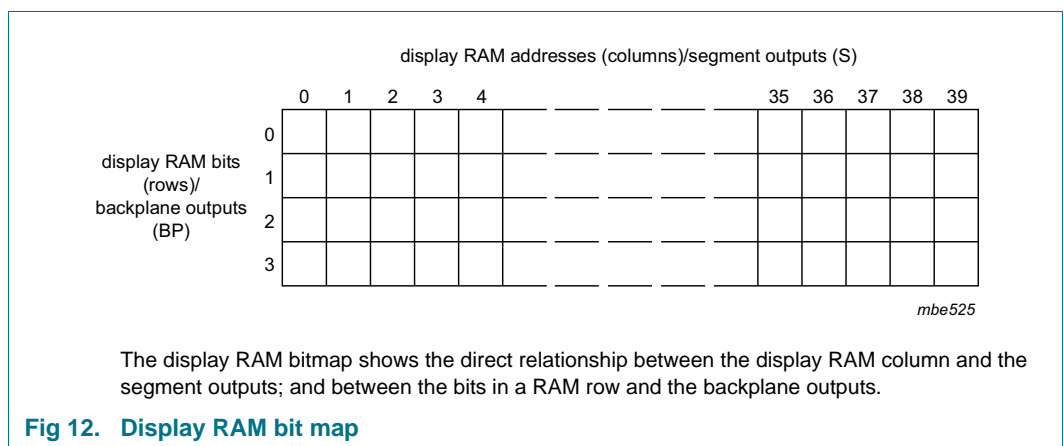 display RAM addresses (columns)/segment outputs (S)
0 1 2 3 4 35 36 37 38 39
0
display RAM bits
(rows)/
backplane outputs
(BP)
1
2
3
mbe525
The display RAM bitmap shows the direct relationship between the display RAM column and the
segment outputs; and between the bits in a RAM row and the backplane outputs.
Fig 12. Display RAM bit map